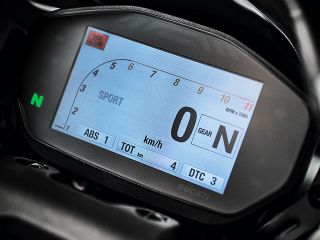 4 5 6 7 8 9 10 11
RPM x 1000
3
SPORT
0 GEAR N
N
2
km/h
1
ABS 1
TOT km 4
DTC 3
DUCATI